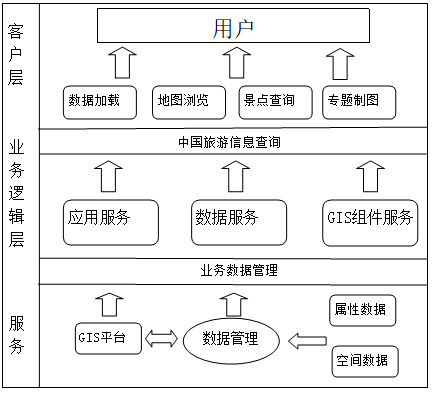 客户层
用户
数据加载
地图浏览
景点查询
专题制图
中国旅游信息查询
业务逻辑层
应用服务
数据服务
GIS组件服务
业务数据管理
服务
GIS平台
数据管理
属性数据
空间数据